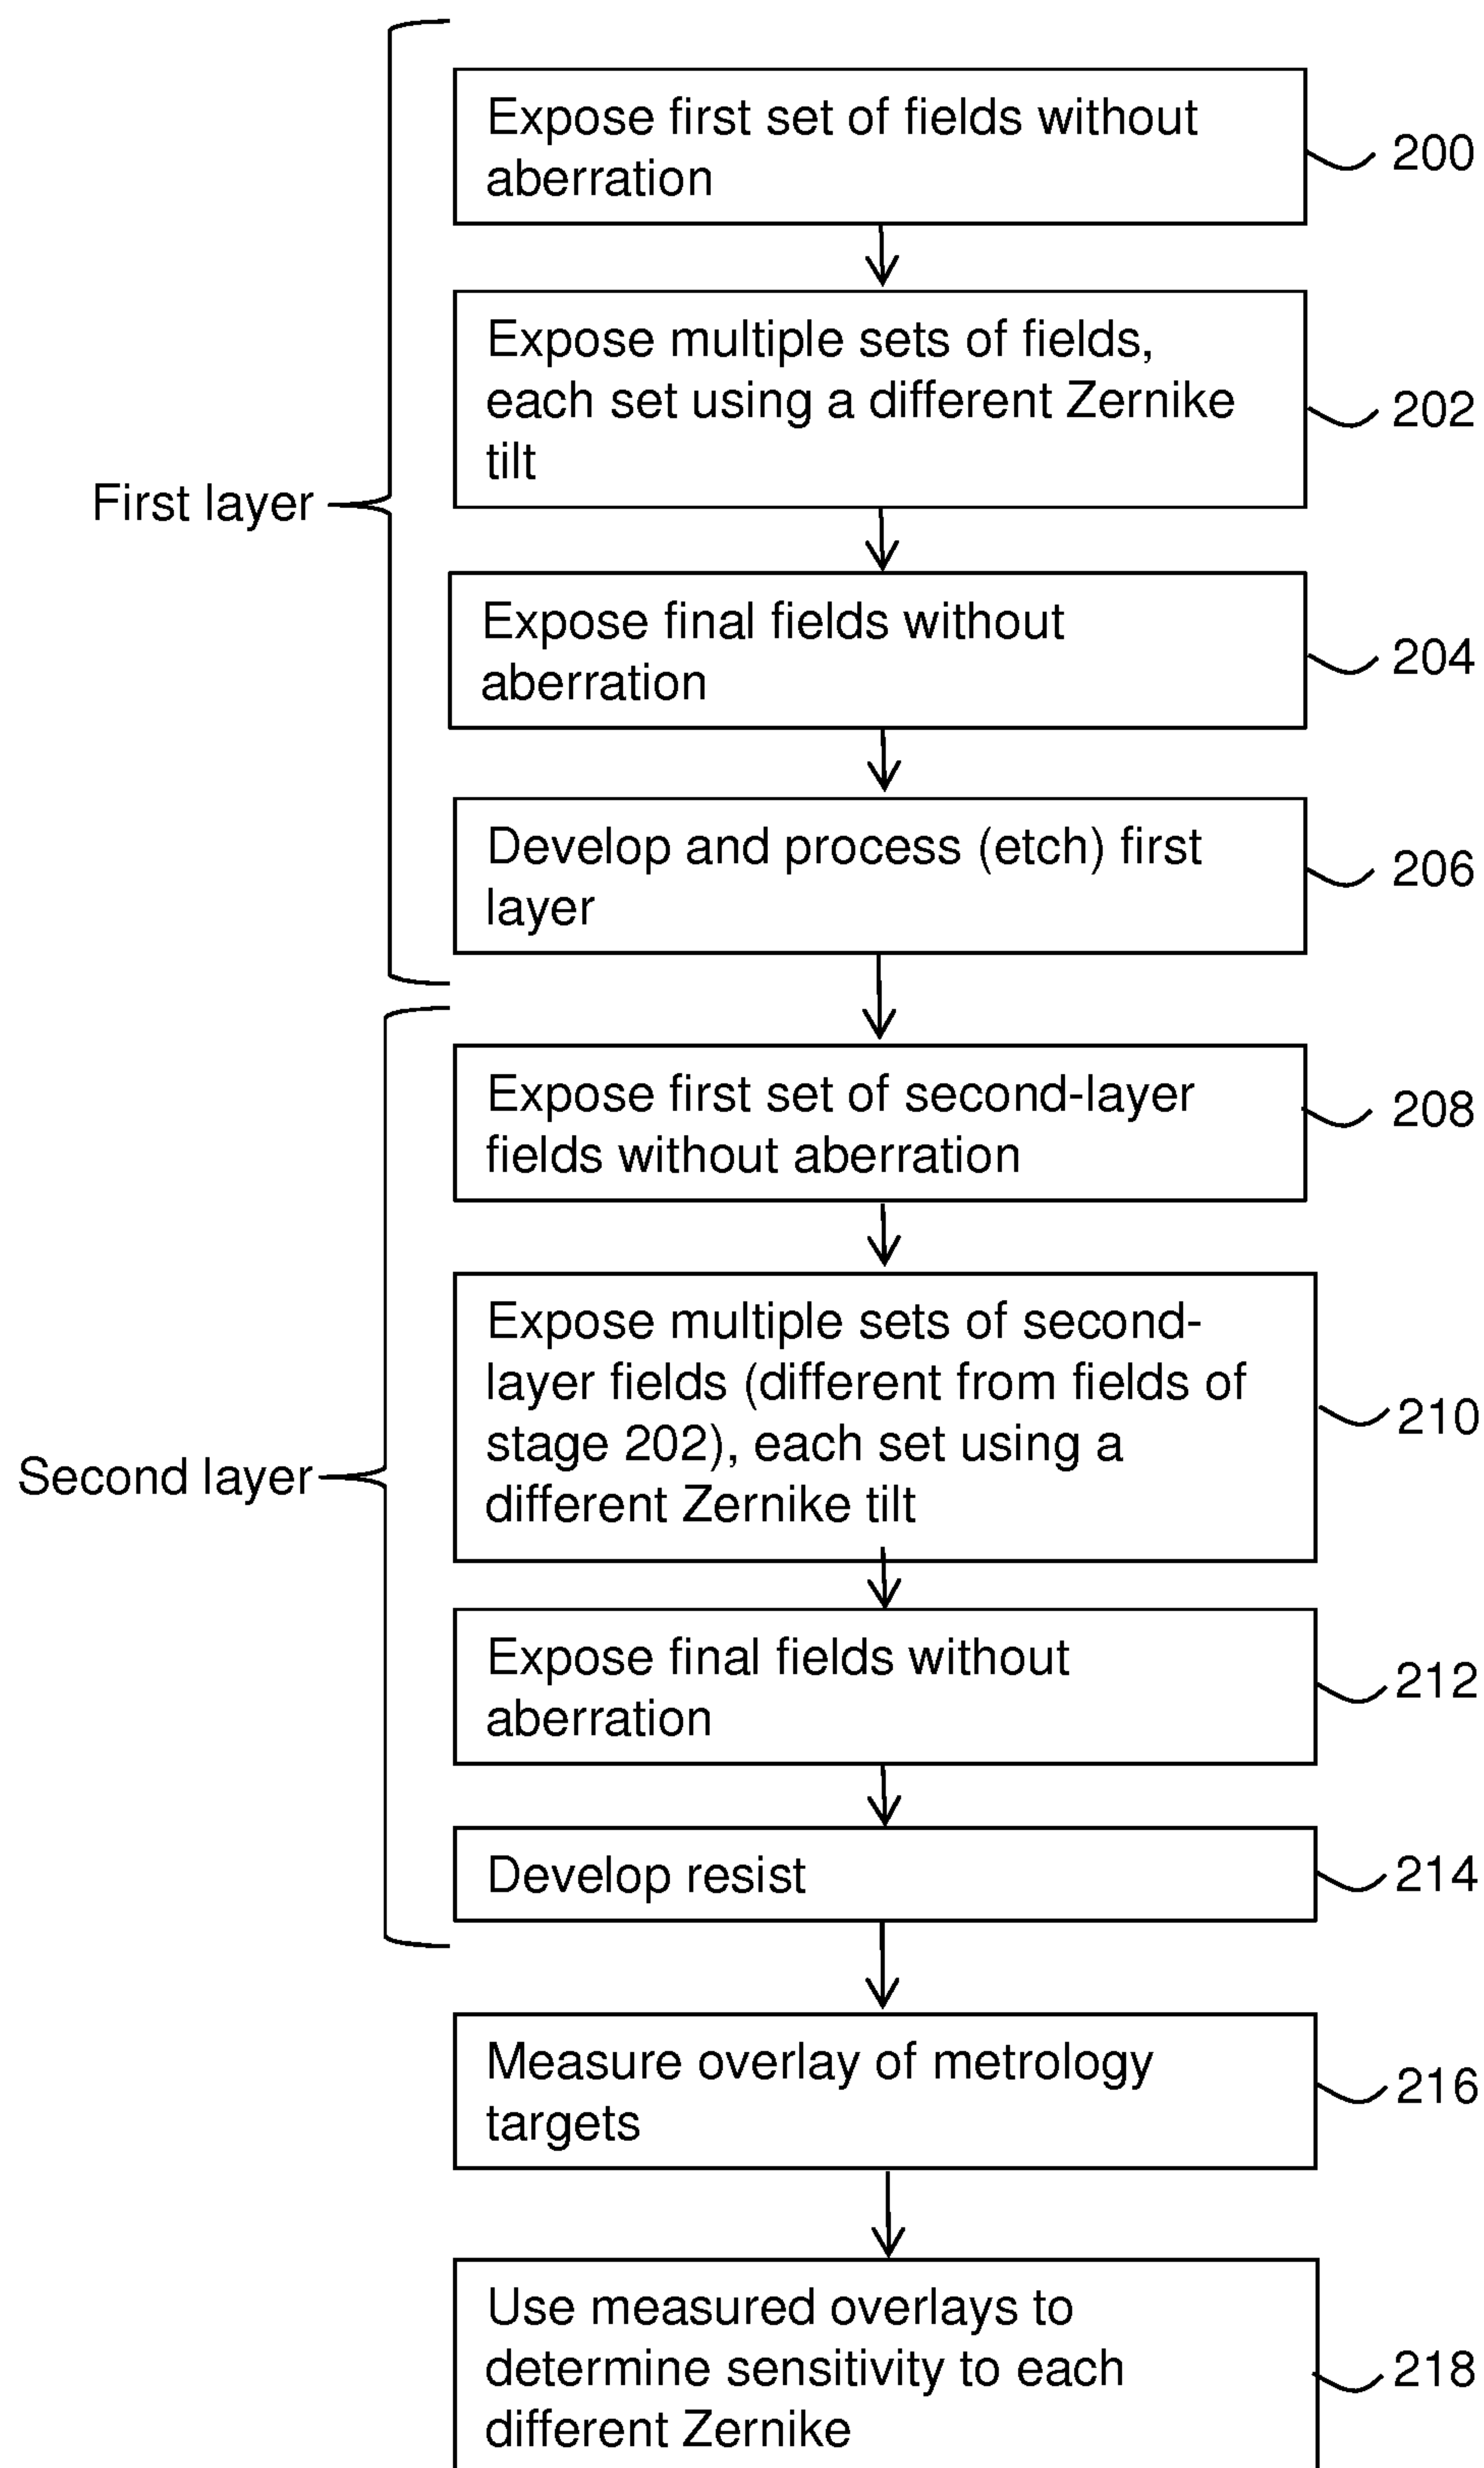 Expose first set of fields without
aberration
200
Expose multiple sets of fields,
each set using a different Zernike
tilt
202
First layer
Expose final fields without
aberration
204
Develop and process (etch) first
layer
206
Expose first set of second-layer
fields without aberration
208
Expose multiple sets of second-
layer fields (different from fields of
stage 202), each set using a
different Zernike tilt
210
Second layer
Expose final fields without
aberration
212
Develop resist
214
Measure overlay of metrology
targets
216
Use measured overlays to
determine sensitivity to each
different Zernike
218